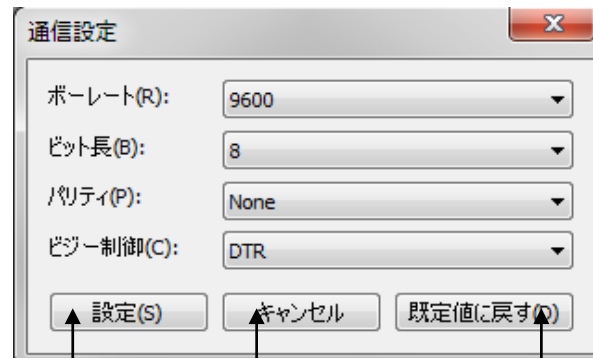 通信設定
ボーレート(R): 9600
ビット長(B): 8
パリティ(P): None
ビジー制御(C): DTR
設定(S) キャンセル 既定値に戻す(D)